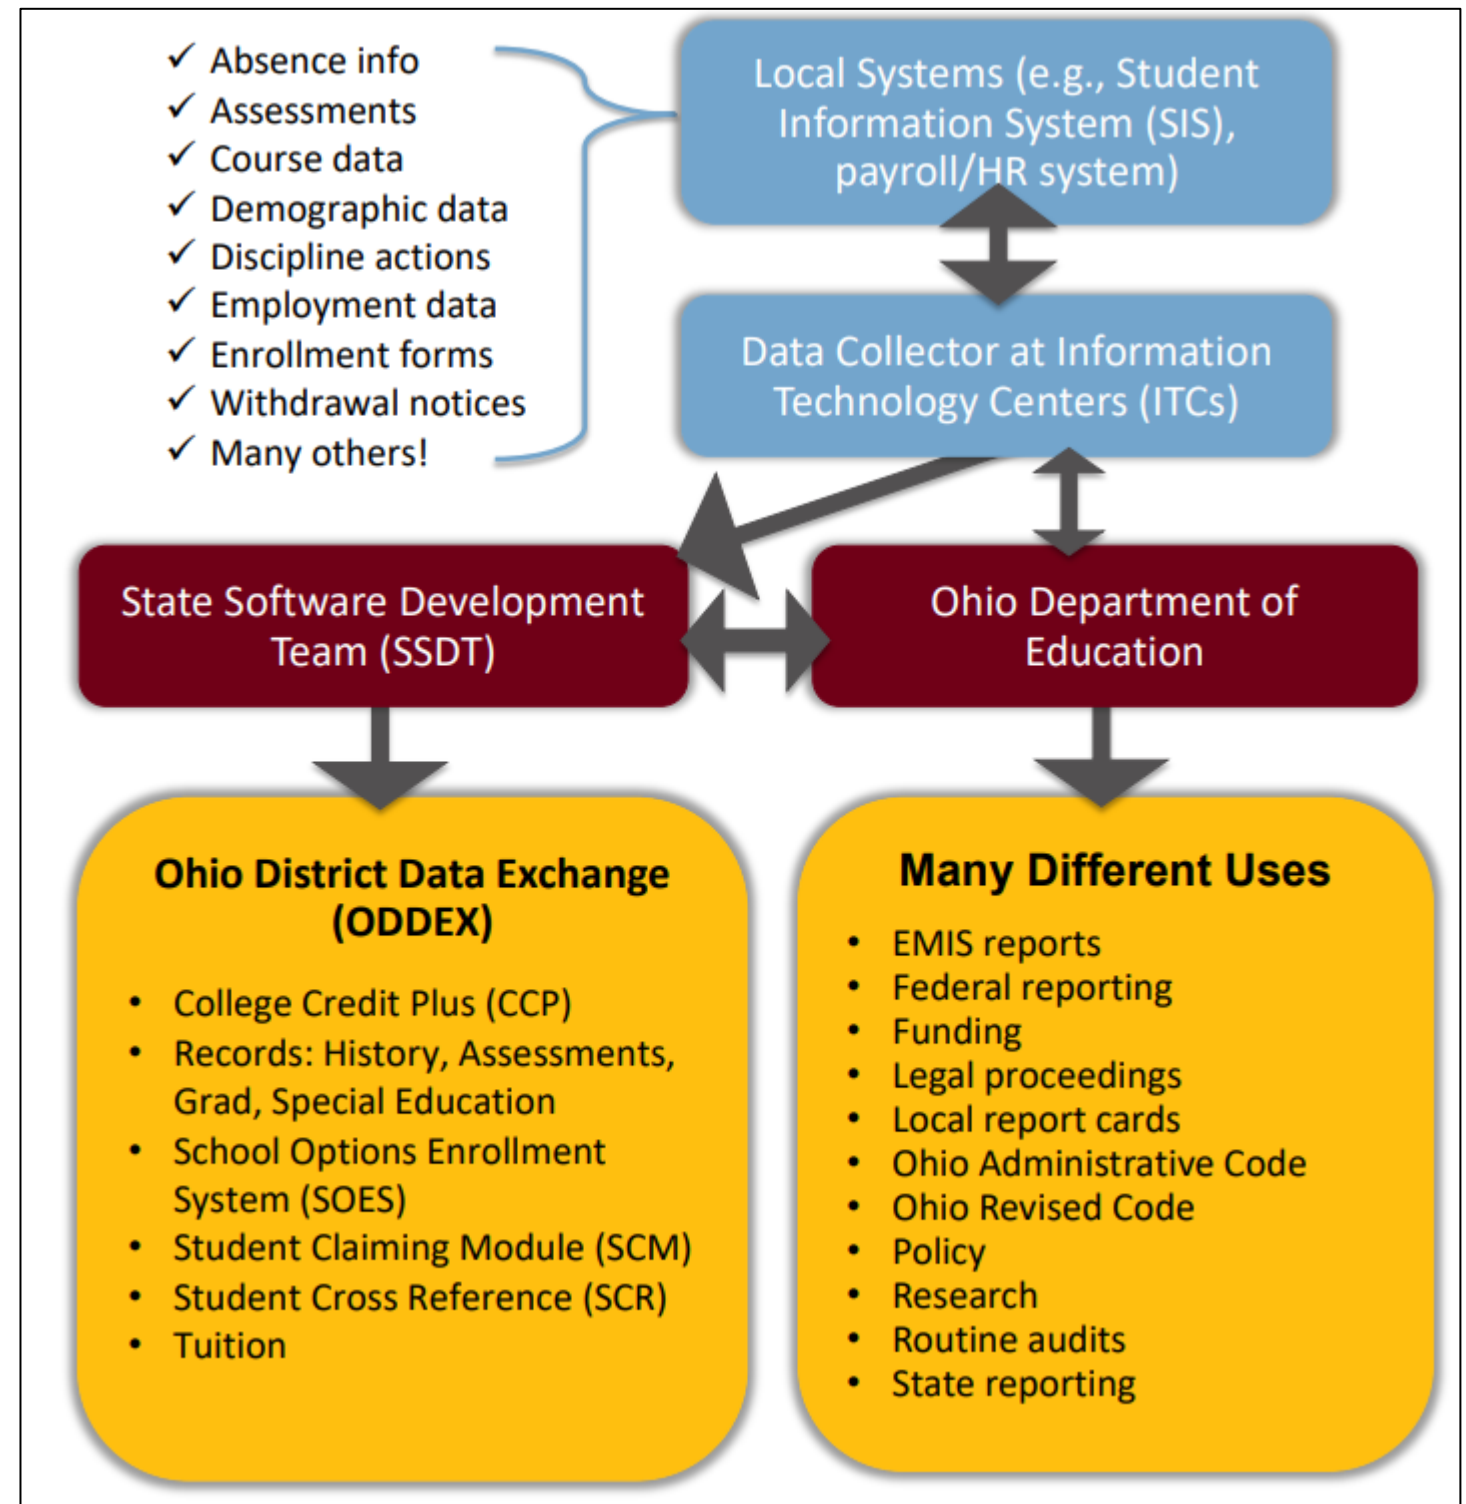 ✓ Absence info
✓ Assessments
✓ Course data
✓ Demographic data
✓ Discipline actions
✓ Employment data
✓ Enrollment forms
✓ Withdrawal notices
✓ Many others!
Local Systems (e.g., Student
Information System (SIS),
payroll/HR system)
Data Collector at Information
Technology Centers (ITCs)
State Software Development
Team (SSDT)
Ohio Department of
Education
Ohio District Data Exchange
(ODDEX)
• College Credit Plus (CCP)
• Records: History, Assessments,
Grad, Special Education
• School Options Enrollment
System (SOES)
• Student Claiming Module (SCM)
• Student Cross Reference (SCR)
• Tuition
Many Different Uses
• EMIS reports
• Federal reporting
• Funding
• Legal proceedings
• Local report cards
• Ohio Administrative Code
• Ohio Revised Code
• Policy
• Research
• Routine audits
• State reporting